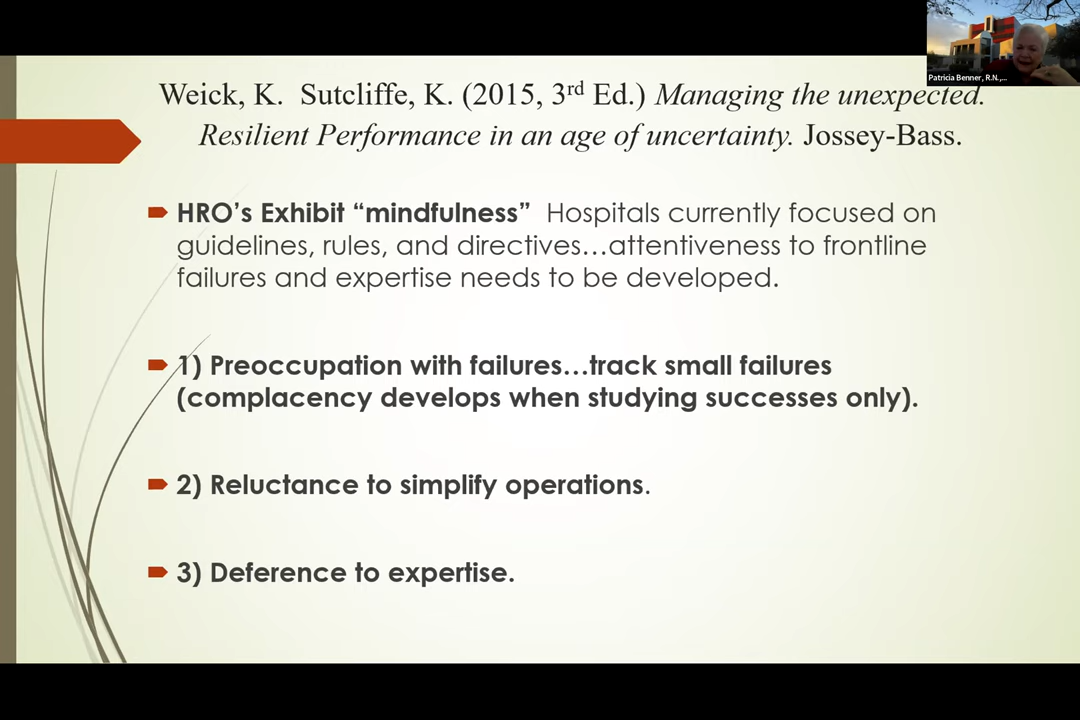 Patricia Benner, R.N.,...
Weick, K. Sutcliffe, K. (2015, 3rd Ed.) Managing the unexpected.
Resilient Performance in an age of uncertainty. Jossey-Bass.
HRO’s Exhibit “mindfulness” Hospitals currently focused on
guidelines, rules, and directives…attentiveness to frontline
failures and expertise needs to be developed.
1) Preoccupation with failures…track small failures
(complacency develops when studying successes only).
2) Reluctance to simplify operations.
3) Deference to expertise.